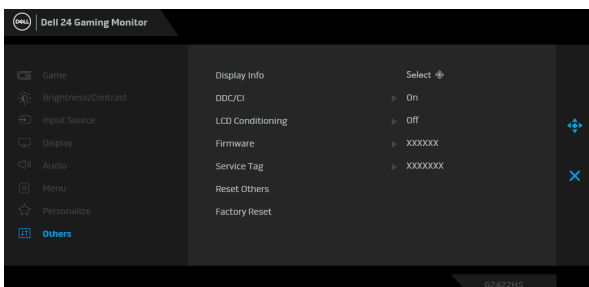 DELL Dell 24 Gaming Monitor
Game
Brightness/Contrast
Input Source
Display
Audio
Menu
Personalize
Others
Display Info Select
DDC/CI On
LCD Conditioning Off
Firmware XXXXXX
Service Tag XXXXXXX
Reset Others
Factory Reset
G2422HS